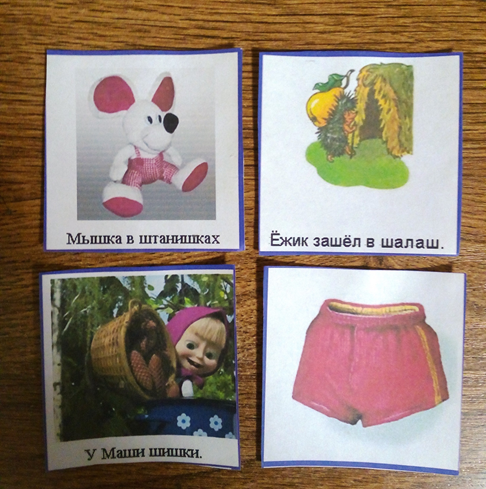 Мышка в штанишках
Ёжик зашёл в шалаш.
У Маши шишки.